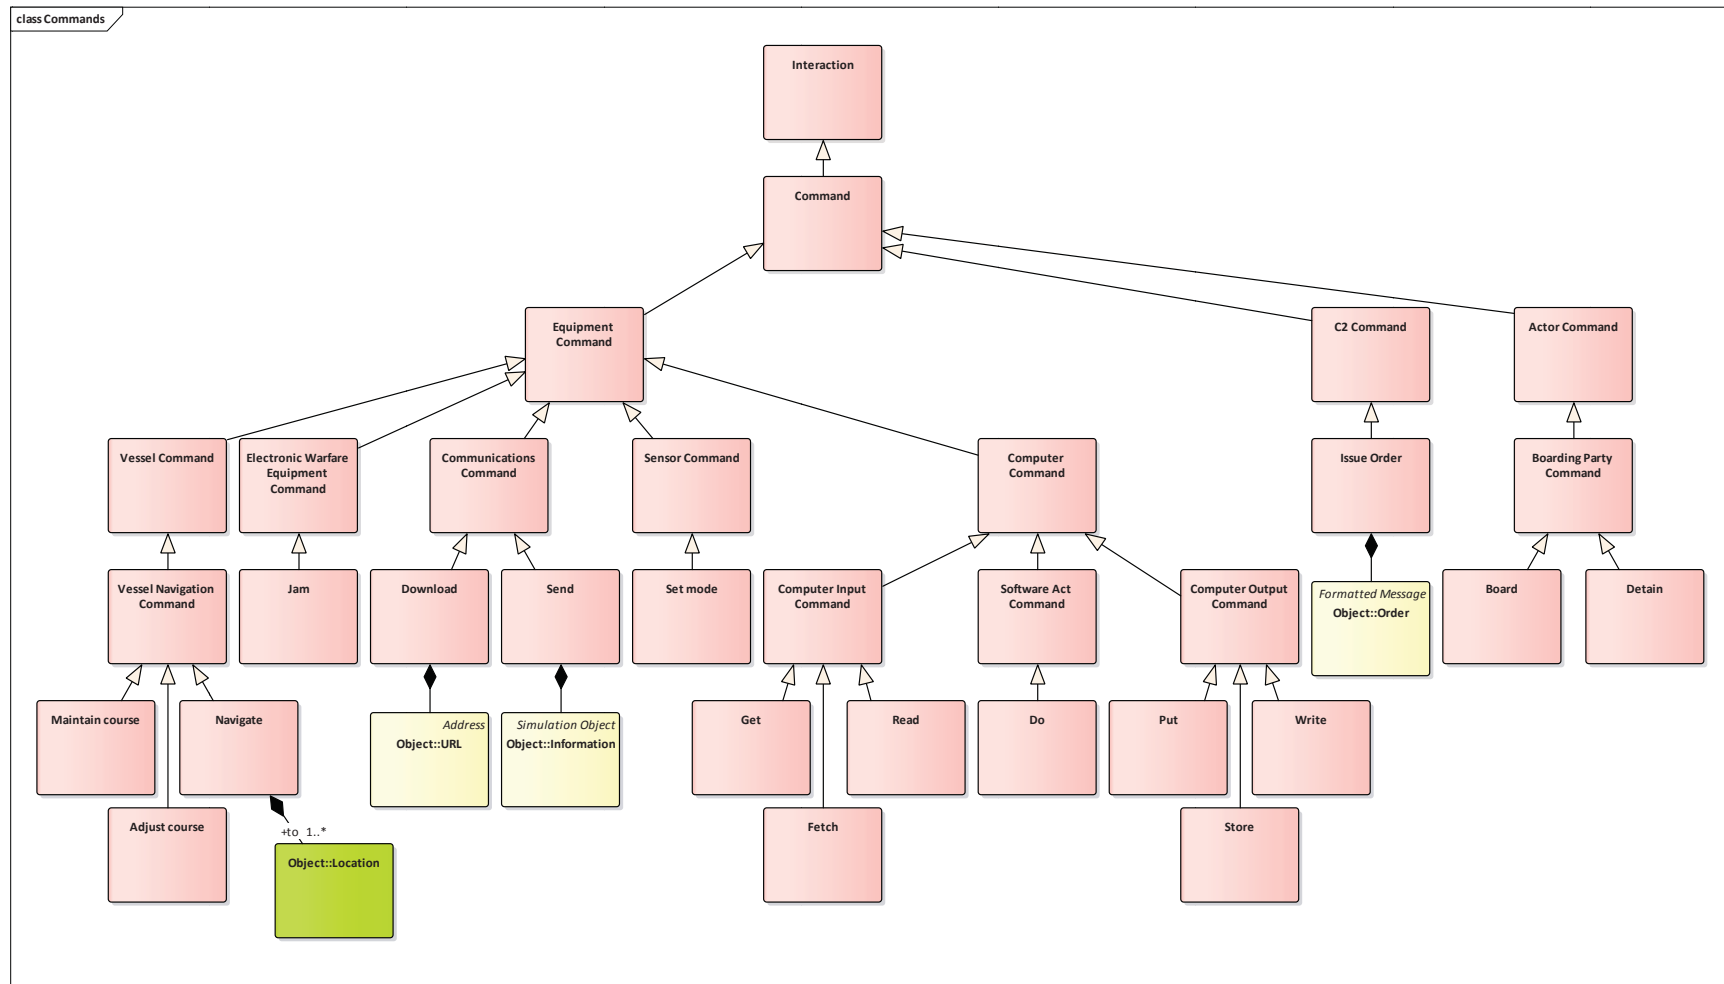 class Commands
Interaction
Command
Equipment
Command
C2 Command
Actor Command
Vessel Command
Electronic Warfare
Equipment
Command
Communications
Command
Sensor Command
Computer
Command
Issue Order
Boarding Party
Command
Vessel Navigation
Command
Jam
Download
Send
Set mode
Computer Input
Command
Software Act
Command
Computer Output
Command
Formatted Message
Object::Order
Board
Detain
Maintain course
Navigate
Address
Object::URL
Simulation Object
Object::Information
Get
Read
Do
Put
Write
Adjust course
+to 1..*
Object::Location
Fetch
Store